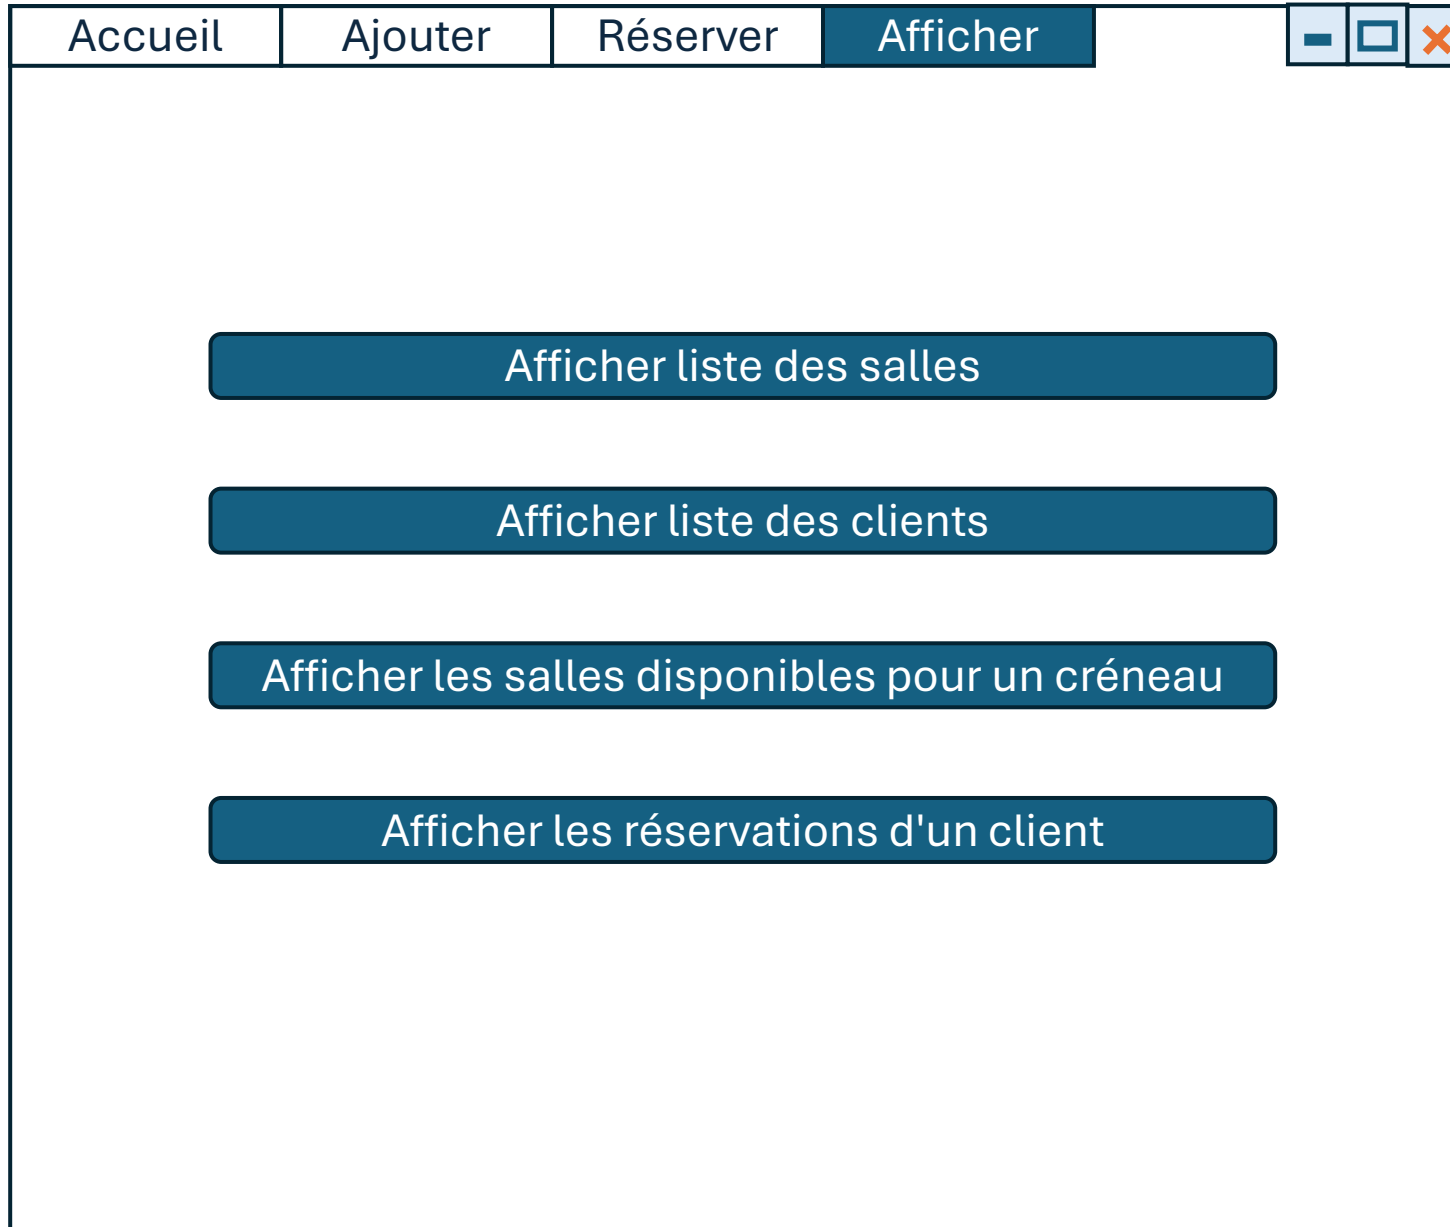 Accueil
Ajouter
Réserver
Afficher
Afficher liste des salles
Afficher liste des clients
Afficher les salles disponibles pour un créneau
Afficher les réservations d'un client